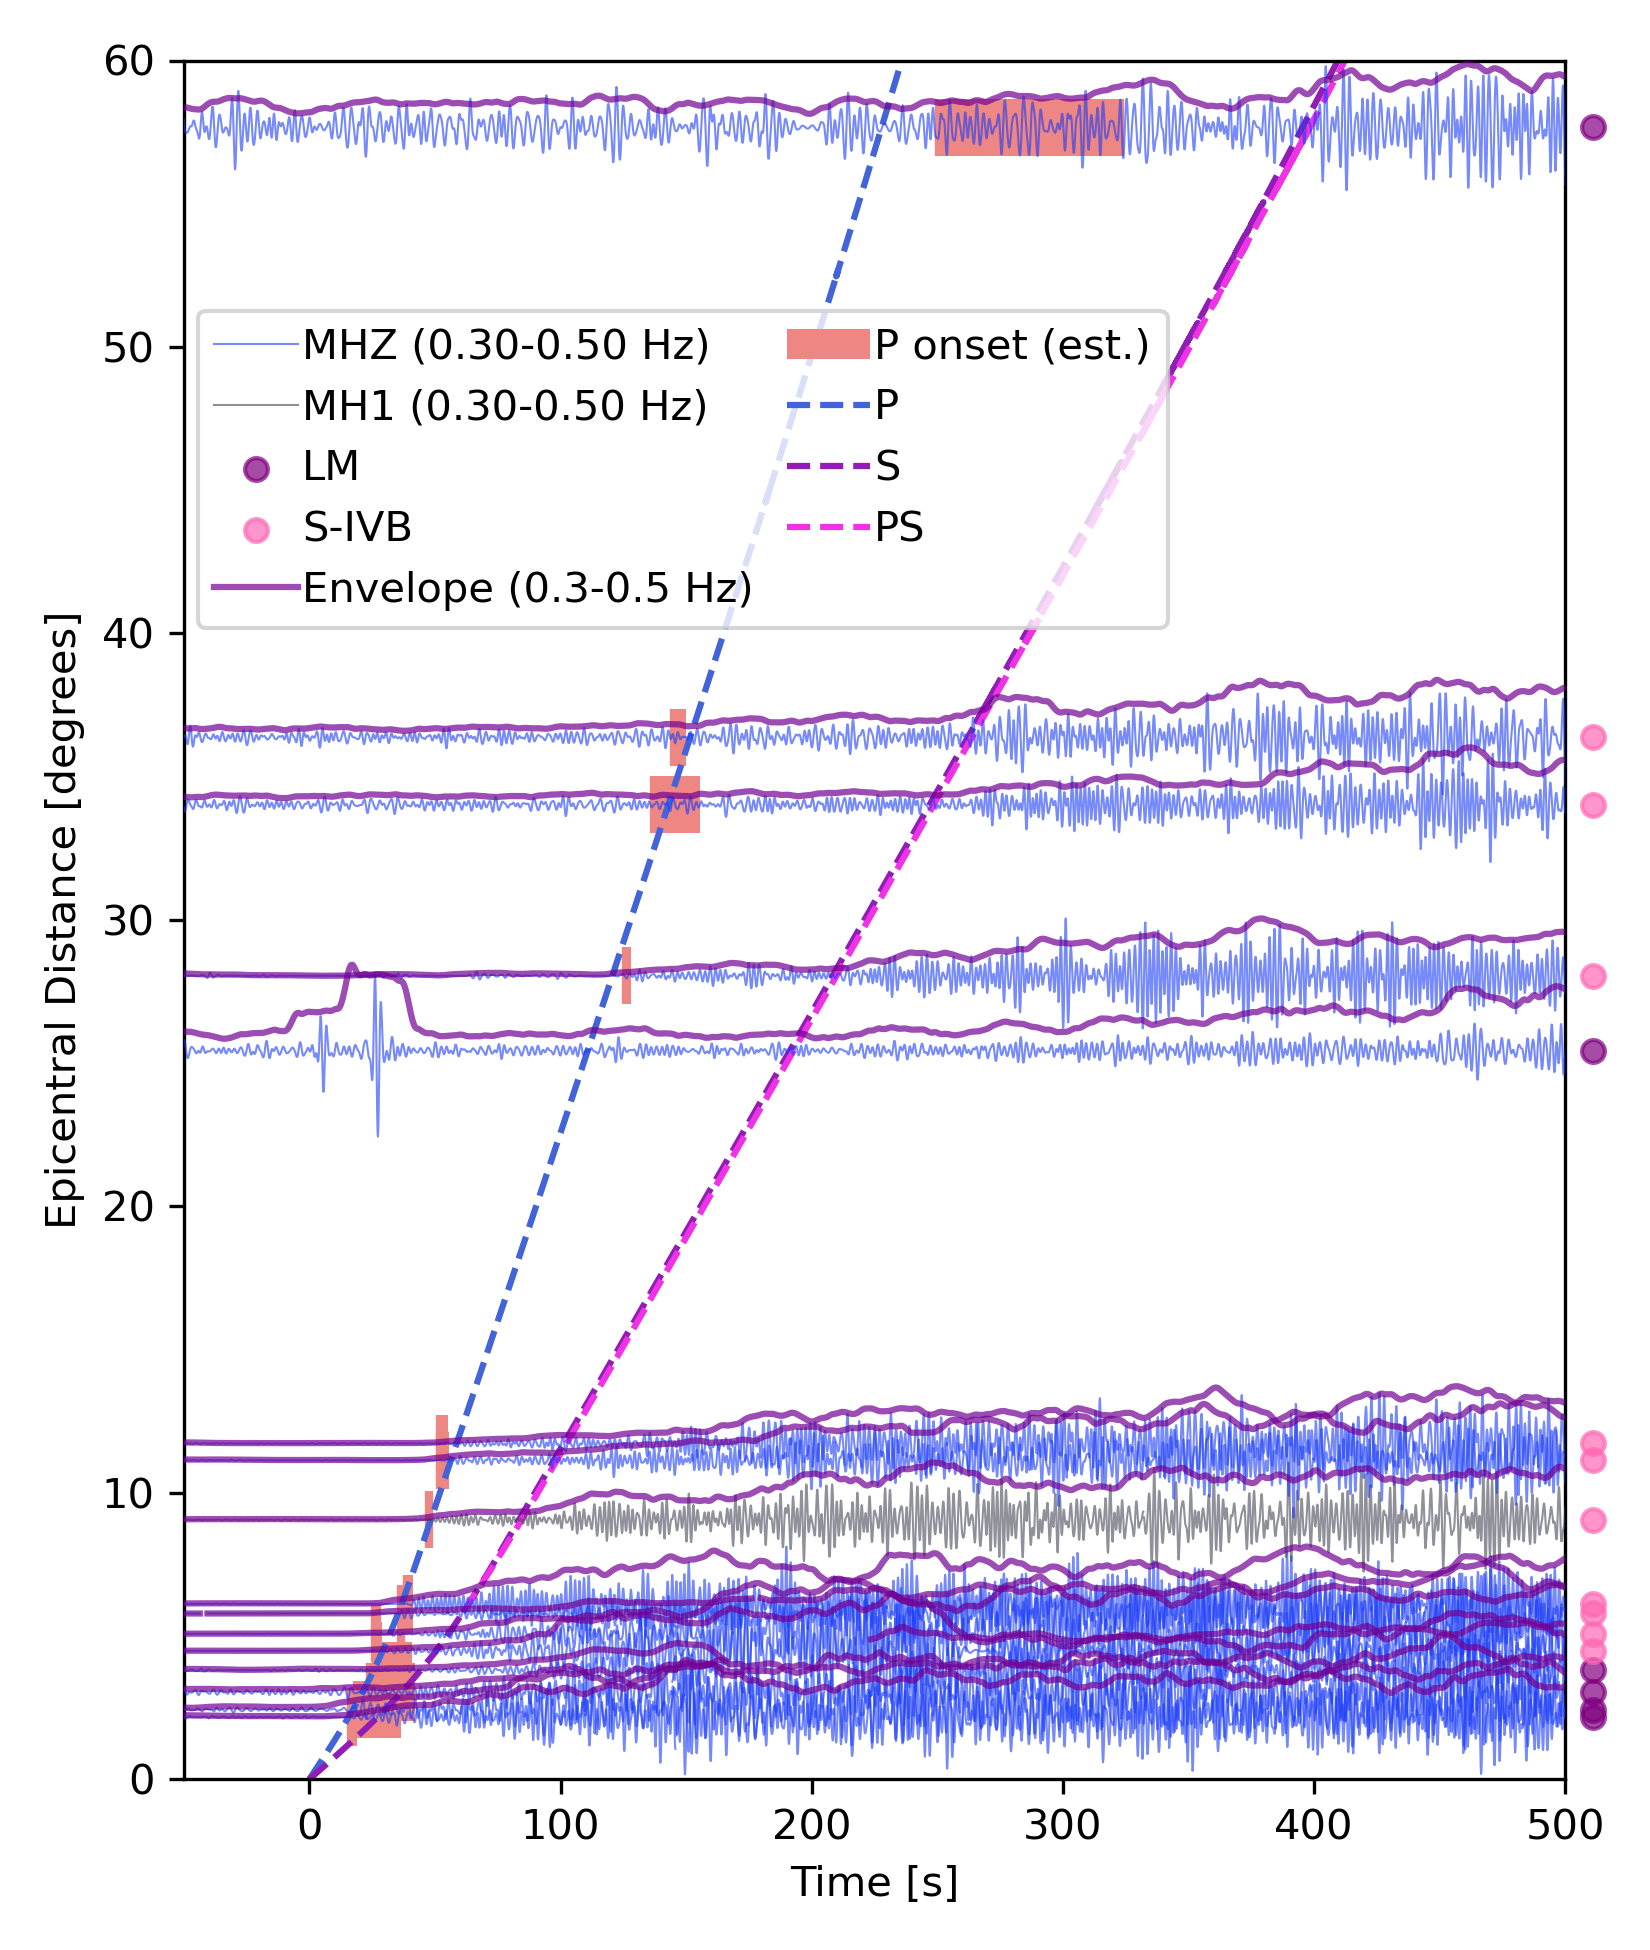 60
50
40
30
20
10
0
Epicentral Distance [degrees]
MHZ (0.30-0.50 Hz)
MH1 (0.30-0.50 Hz)
LM
S-IVB
Envelope (0.3-0.5 Hz)
P onset (est.)
P
S
PS
0 100 200 300 400 500
Time [s]